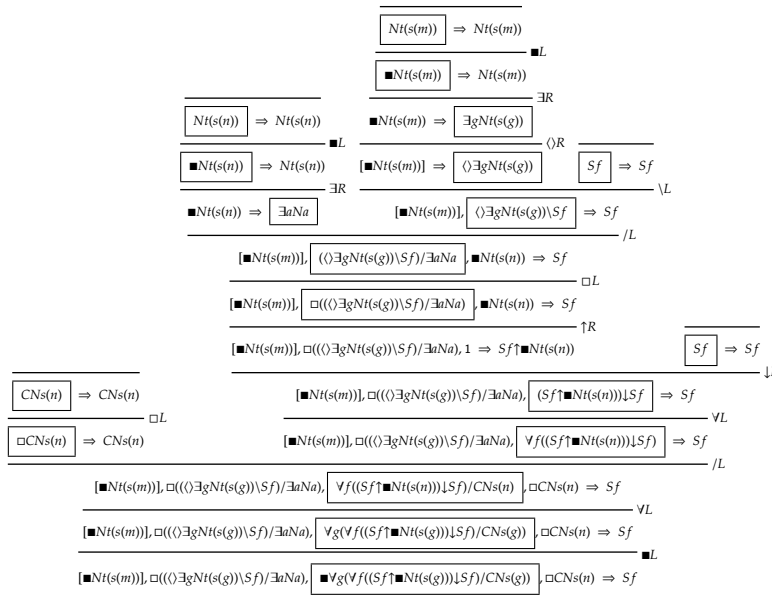 Nt(s(m)) ⇒ Nt(s(m))
■L
■Nt(s(m)) ⇒ Nt(s(m))
∃R
Nt(s(n)) ⇒ Nt(s(n)) ■Nt(s(m)) ⇒ ∃gNt(s(g))
■L ⟨⟩R
■Nt(s(n)) ⇒ Nt(s(n)) [■Nt(s(m))] ⇒ ⟨⟩∃gNt(s(g)) Sf ⇒ Sf
∃R \L
■Nt(s(n)) ⇒ ∃aNa [■Nt(s(m))], ⟨⟩∃gNt(s(g))\Sf ⇒ Sf
/L
[■Nt(s(m))], (⟨⟩∃gNt(s(g))\Sf)/∃aNa , ■Nt(s(n)) ⇒ Sf
□L
[■Nt(s(m))], □((⟨⟩∃gNt(s(g))\Sf)/∃aNa) , ■Nt(s(n)) ⇒ Sf
↑R
[■Nt(s(m))], □((⟨⟩∃gNt(s(g))\Sf)/∃aNa), 1 ⇒ Sf↑■Nt(s(n)) Sf ⇒ Sf
↓L
CNs(n) ⇒ CNs(n) [■Nt(s(m))], □((⟨⟩∃gNt(s(g))\Sf)/∃aNa), (Sf↑■Nt(s(n)))↓Sf ⇒ Sf
□L ∀L
□CNs(n) ⇒ CNs(n) [■Nt(s(m))], □((⟨⟩∃gNt(s(g))\Sf)/∃aNa), ∀f((Sf↑■Nt(s(n)))↓Sf) ⇒ Sf
/L
[■Nt(s(m))], □((⟨⟩∃gNt(s(g))\Sf)/∃aNa), ∀f((Sf↑■Nt(s(n)))↓Sf)/CNs(n) , □CNs(n) ⇒ Sf
∀L
[■Nt(s(m))], □((⟨⟩∃gNt(s(g))\Sf)/∃aNa), ∀g(∀f((Sf↑■Nt(s(g)))↓Sf)/CNs(g)) , □CNs(n) ⇒ Sf
■L
[■Nt(s(m))], □((⟨⟩∃gNt(s(g))\Sf)/∃aNa), ■∀g(∀f((Sf↑■Nt(s(g)))↓Sf)/CNs(g)) , □CNs(n) ⇒ Sf